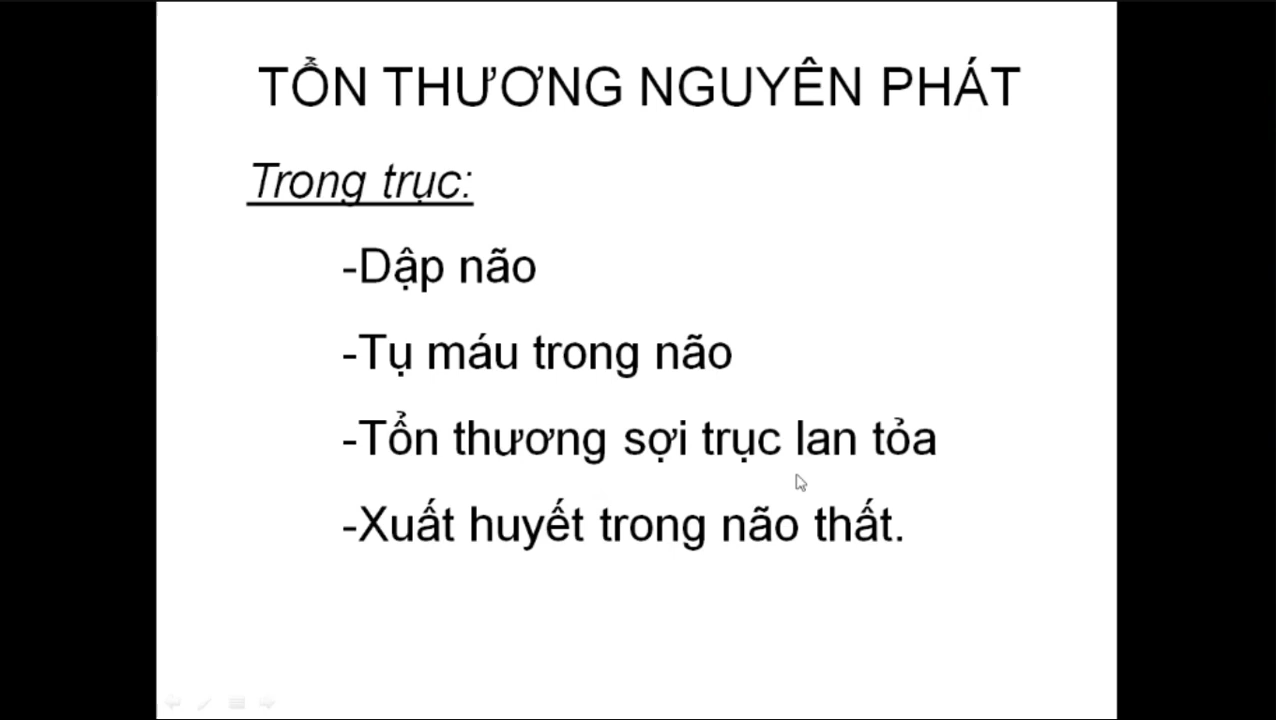 TỔN THƯƠNG NGUYÊN PHÁT
Trong trục:
-Dập não
-Tụ máu trong não
-Tổn thương sợi trục lan tỏa
-Xuất huyết trong não thất.